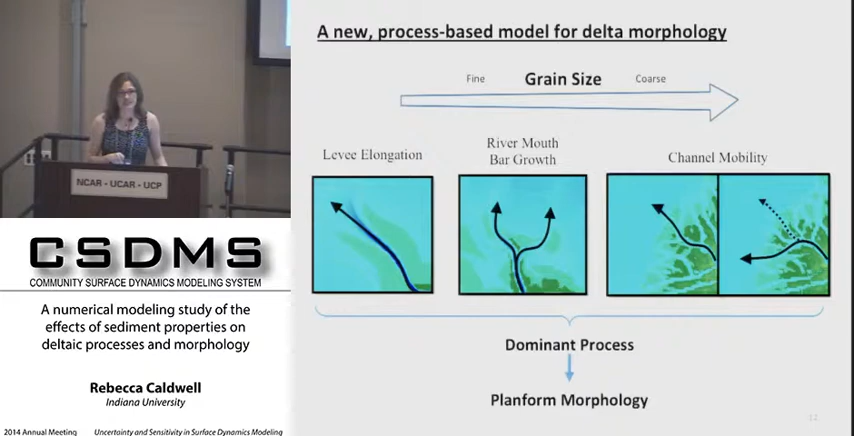 A new, process-based model for delta morphology
Fine
Grain Size
Coarse
Levee Elongation
River Mouth
Bar Growth
Channel Mobility
Dominant Process
Planform Morphology
12
NCAR - UCAR - UCP
CSDMS
COMMUNITY SURFACE DYNAMICS MODELING SYSTEM
A numerical modeling study of the
effects of sediment properties on
deltaic processes and morphology
Rebecca Caldwell
Indiana University
2014 Annual Meeting Uncertainty and Sensitivity in Surface Dynamics Modeling